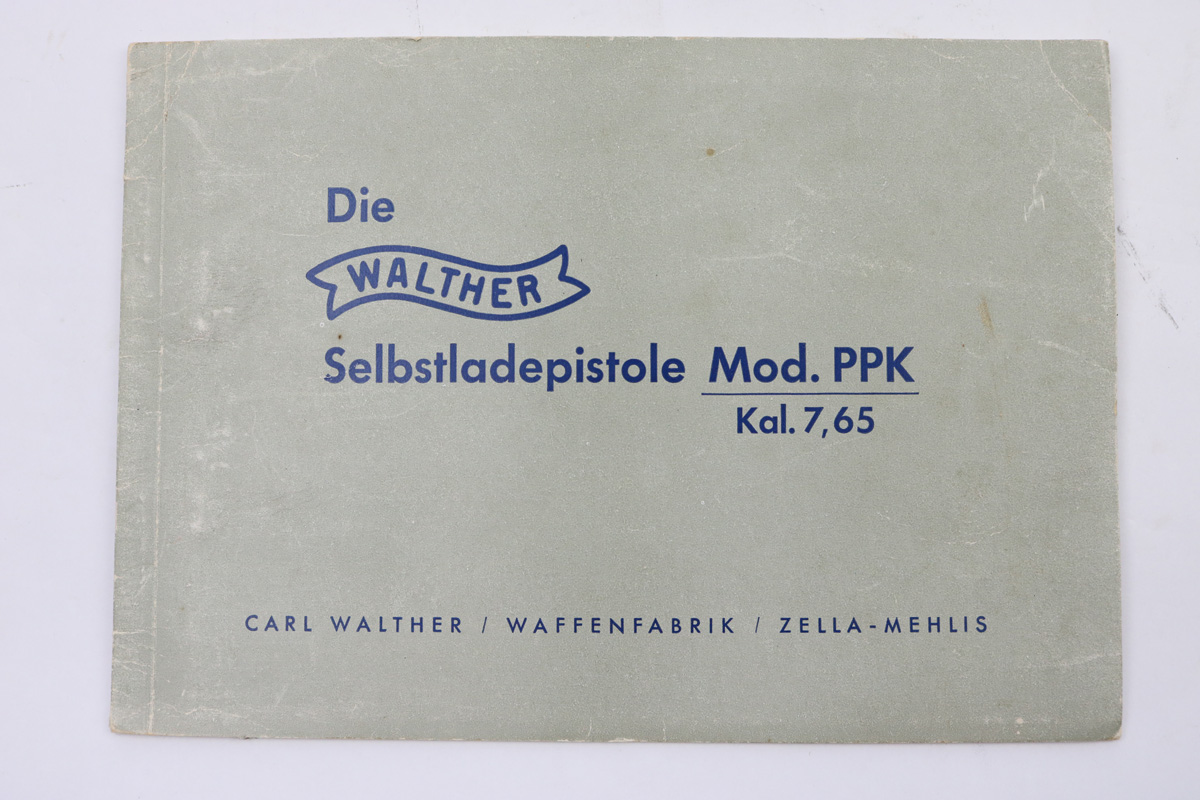 Die
WALTHER
Selbstladepistole Mod. PPK
Kal. 7,65
CARL WALTHER / WAFFENFABRIK / ZELLA-MEHLIS